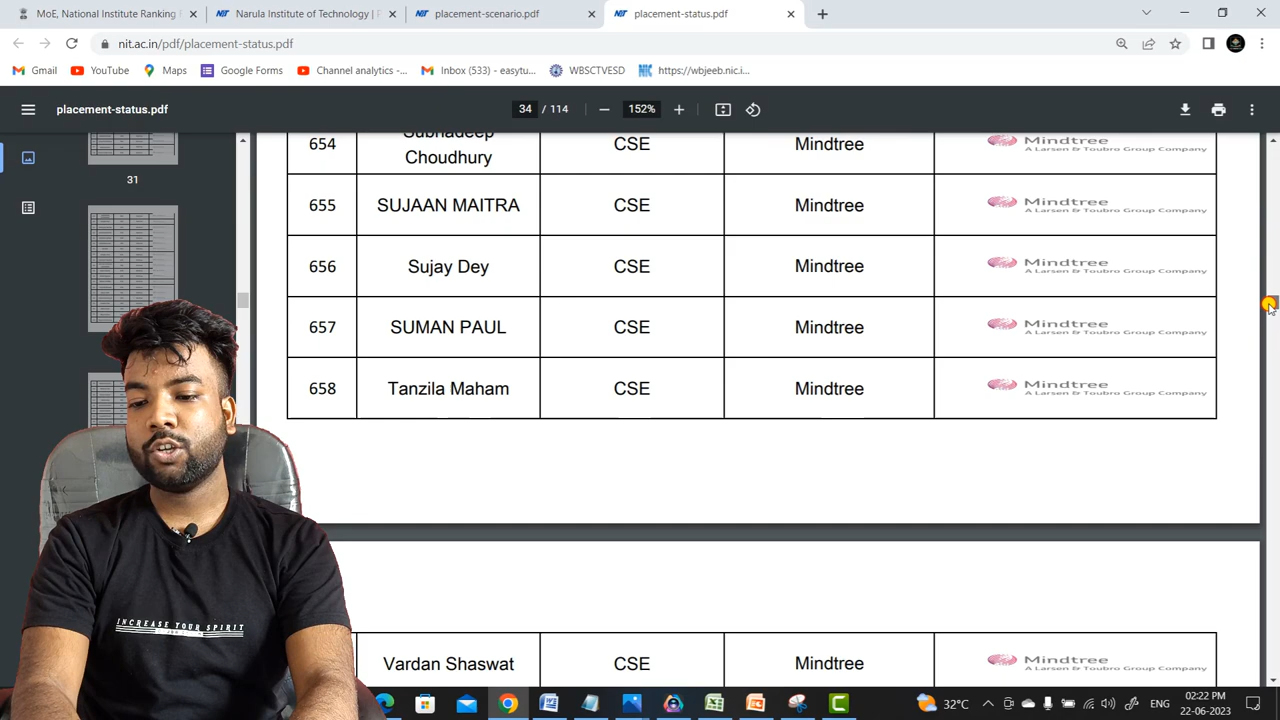 MoE, National Institute Ranking
Narula Institute of Technology | P
placement-scenario.pdf
placement-status.pdf
nit.ac.in/pdf/placement-status.pdf
Gmail
YouTube
Maps
Google Forms
Channel analytics -...
Inbox (533) - easytu...
WBSCTVESD
https://wbjeeb.nic.i...
placement-status.pdf
34 / 114
152%
31
654 Subhadeep Choudhury CSE Mindtree Mindtree
A Larsen & Toubro Group Company
655 SUJAAN MAITRA CSE Mindtree Mindtree
A Larsen & Toubro Group Company
656 Sujay Dey CSE Mindtree Mindtree
A Larsen & Toubro Group Company
657 SUMAN PAUL CSE Mindtree Mindtree
A Larsen & Toubro Group Company
658 Tanzila Maham CSE Mindtree Mindtree
A Larsen & Toubro Group Company
Vardan Shaswat CSE Mindtree Mindtree
A Larsen & Toubro Group Company
INCREASE YOUR SPIRIT
32°C
ENG
02:22 PM
22-06-2023